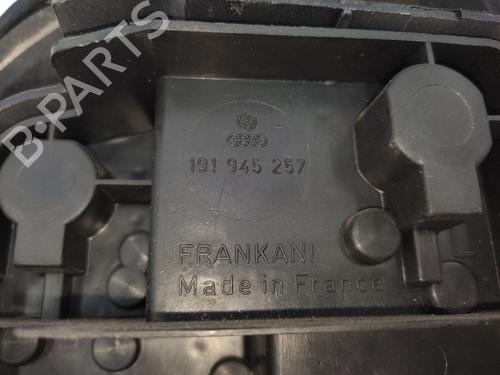 B-PARTS
191 945 257
FRANKANI
Made in France